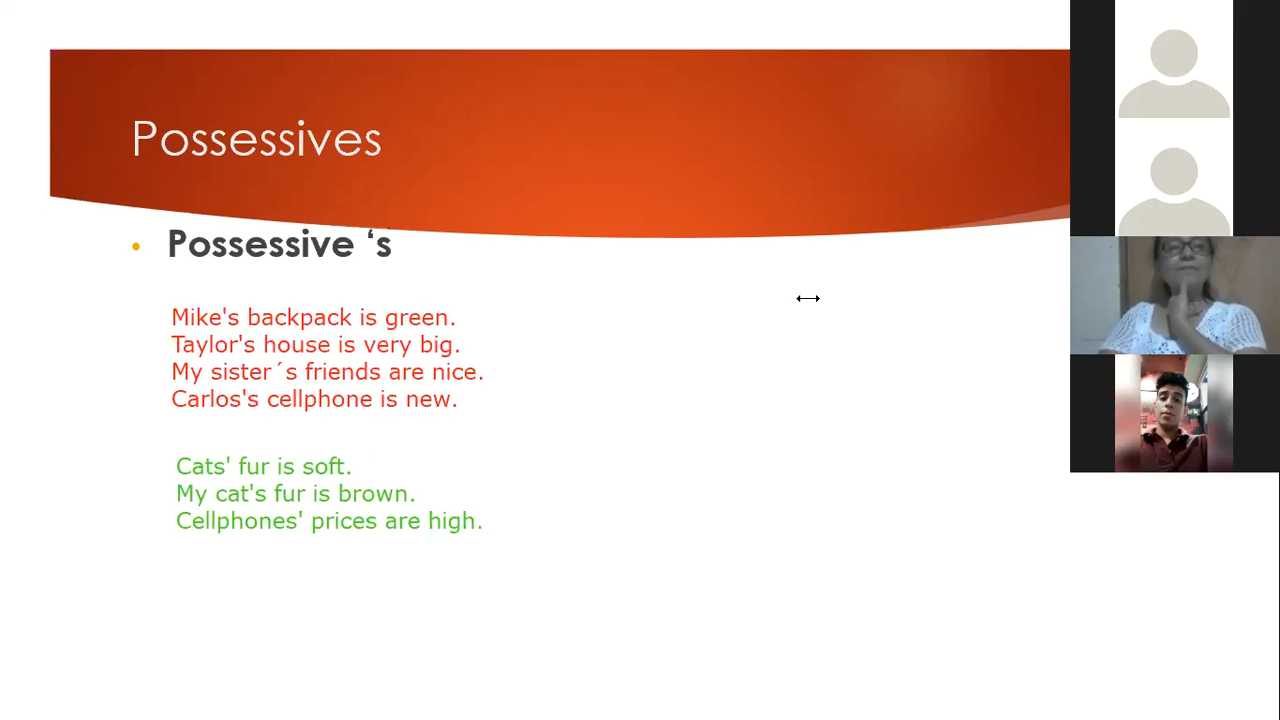 Possessives
• Possessive ‘s
Mike's backpack is green.
Taylor's house is very big.
My sister´s friends are nice.
Carlos's cellphone is new.
Cats' fur is soft.
My cat's fur is brown.
Cellphones' prices are high.